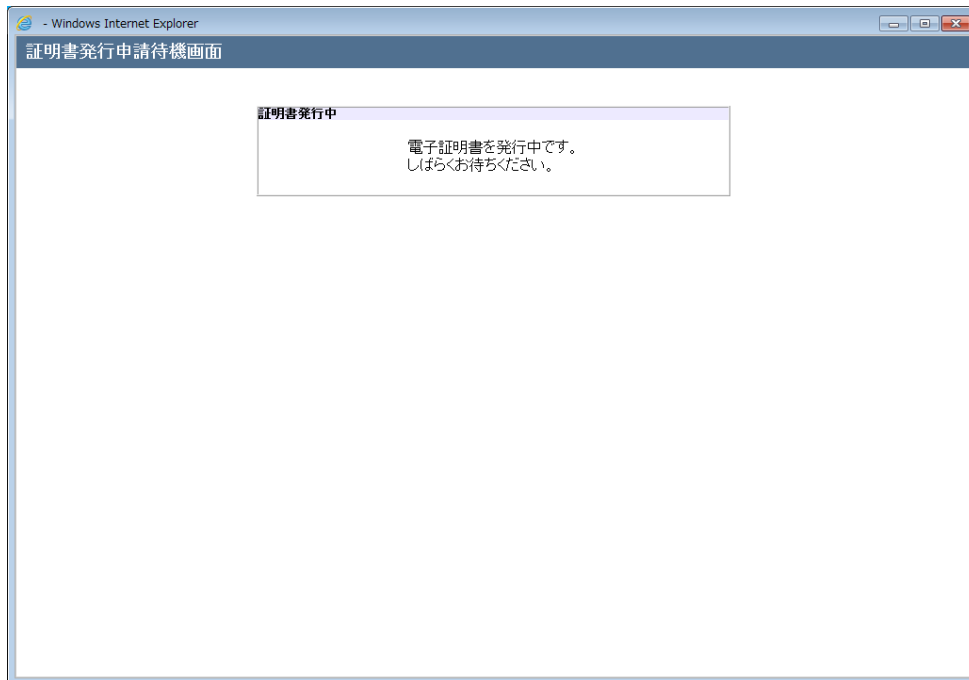 - Windows Internet Explorer
証明書発行申請待機画面
証明書発行中
電子証明書を発行中です。
しばらくお待ちください。